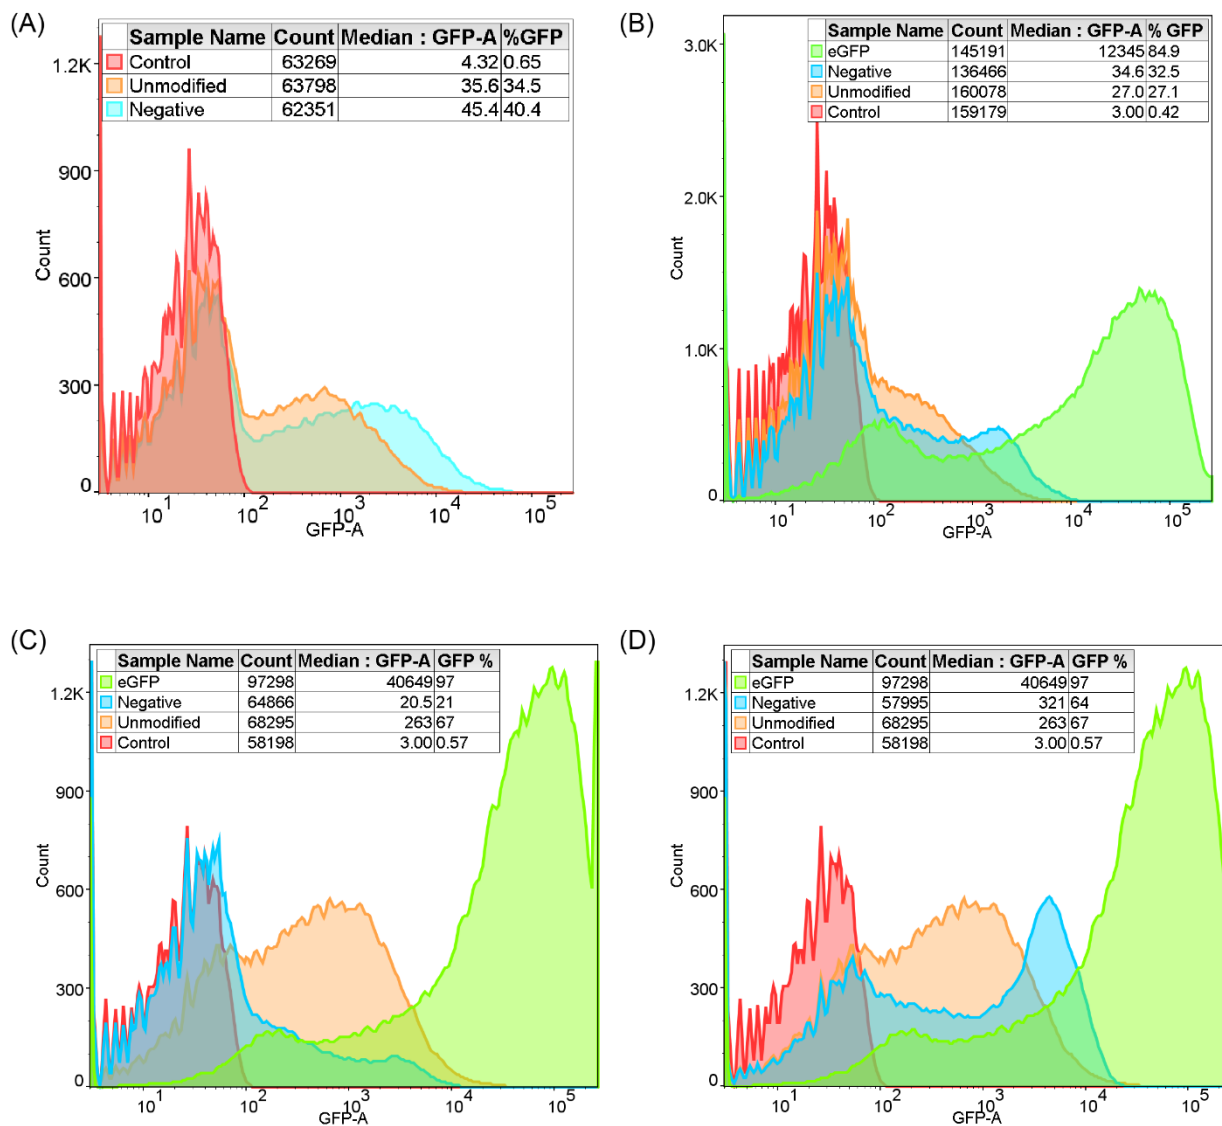 (A)
Sample Name Count Median : GFP-A %GFP
Control 63269 4.32 0.65
Unmodified 63798 35.6 34.5
Negative 62351 45.4 40.4
1.2K
900
600
300
0
Count
10^1 10^2 10^3 10^4 10^5
GFP-A
(B)
Sample Name Count Median : GFP-A % GFP
eGFP 145191 12345 84.9
Negative 136466 34.6 32.5
Unmodified 160078 27.0 27.1
Control 159179 3.00 0.42
3.0K
2.0K
1.0K
0
Count
10^1 10^2 10^3 10^4 10^5
GFP-A
(C)
Sample Name Count Median : GFP-A GFP %
eGFP 97298 40649 97
Negative 64866 20.5 21
Unmodified 68295 263 67
Control 58198 3.00 0.57
1.2K
900
600
300
0
Count
10^1 10^2 10^3 10^4 10^5
GFP-A
(D)
Sample Name Count Median : GFP-A GFP %
eGFP 97298 40649 97
Negative 57995 321 64
Unmodified 68295 263 67
Control 58198 3.00 0.57
1.2K
900
600
300
0
Count
10^1 10^2 10^3 10^4 10^5
GFP-A